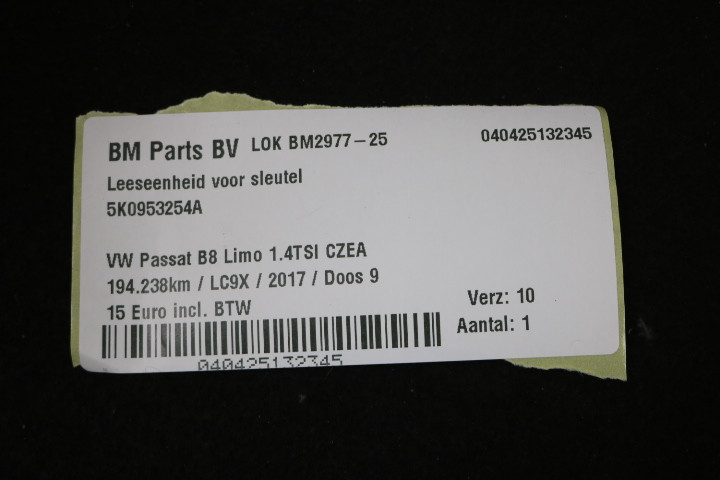 BM Parts BV LOK BM2977-25 040425132345
Leeseenheid voor sleutel
5K0953254A
VW Passat B8 Limo 1.4TSI CZEA
194.238km / LC9X / 2017 / Doos 9
15 Euro incl. BTW
Verz: 10
Aantal: 1
040425132345